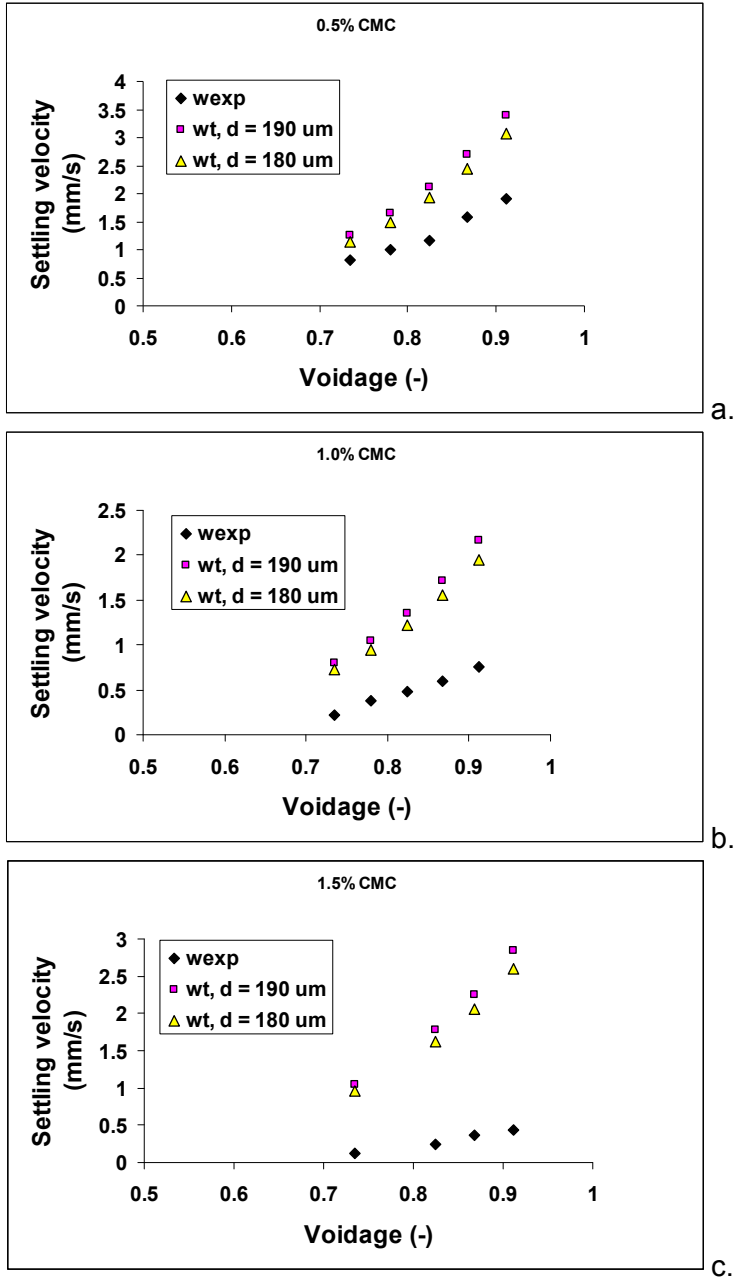 0.5% CMC
4
3.5
3
2.5
2
1.5
1
0.5
0
Settling velocity
(mm/s)
wexp
wt, d = 190 um
wt, d = 180 um
0.5 0.6 0.7 0.8 0.9 1
Voidage (-)
a.
1.0% CMC
2.5
2
1.5
1
0.5
0
Settling velocity
(mm/s)
wexp
wt, d = 190 um
wt, d = 180 um
0.5 0.6 0.7 0.8 0.9 1
Voidage (-)
b.
1.5% CMC
3
2.5
2
1.5
1
0.5
0
Settling velocity
(mm/s)
wexp
wt, d = 190 um
wt, d = 180 um
0.5 0.6 0.7 0.8 0.9 1
Voidage (-)
c.